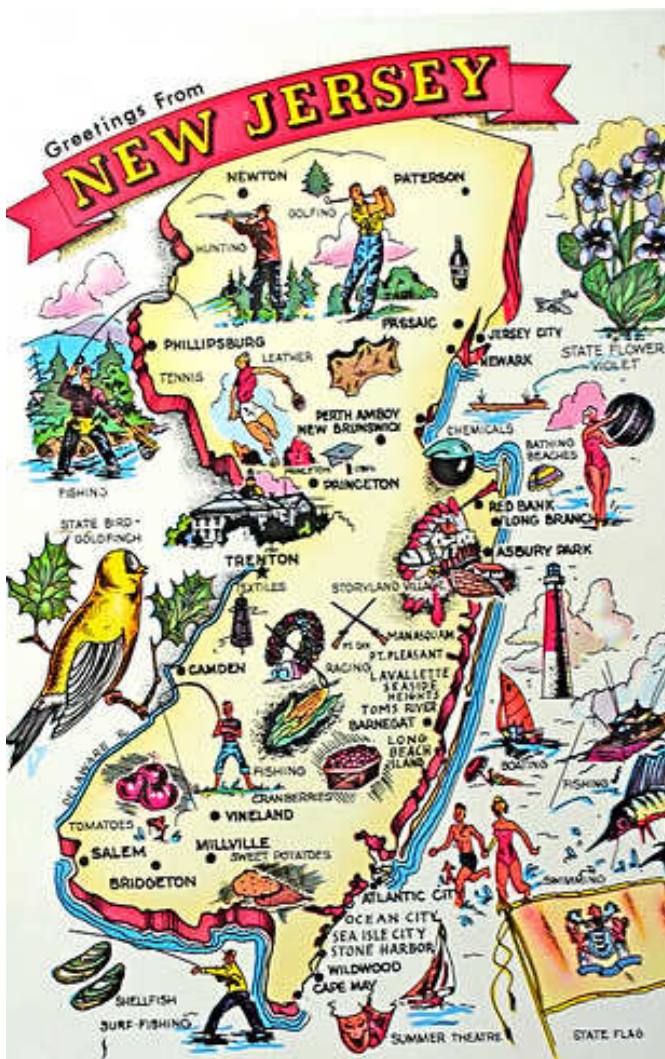 Greetings From
NEW JERSEY
NEWTON
PATERSON
GOLFING
HUNTING
PASSAIC
JERSEY CITY
NEWARK
PHILLIPSBURG
LEATHER
TENNIS
STATE FLOWER
VIOLET
PERTH AMBOY
NEW BRUNSWICK
CHEMICALS
BATHING
BEACHES
PRINCETON
FISHING
RED BANK
LONG BRANCH
STATE BIRD-
GOLDFINCH
ASBURY PARK
TRENTON
TEXTILES
STORYLAND VILLAGE
MANASQUAN
FT. DIX
PT. PLEASANT
CAMDEN
RACING
LAVALLETTE
SEASIDE
HEIGHTS
TOMS RIVER
BARNEGAT
LONG
BEACH
ISLAND
DELAWARE R.
BOATING
FISHING
FISHING
CRANBERRIES
TOMATOES
VINELAND
SALEM
MILLVILLE
SWEET POTATOES
BRIDGETON
SWIMMING
ATLANTIC CITY
OCEAN CITY
SEA ISLE CITY
STONE HARBOR
WILDWOOD
CAPE MAY
SHELLFISH
SURF-FISHING
SUMMER THEATRE
STATE FLAG